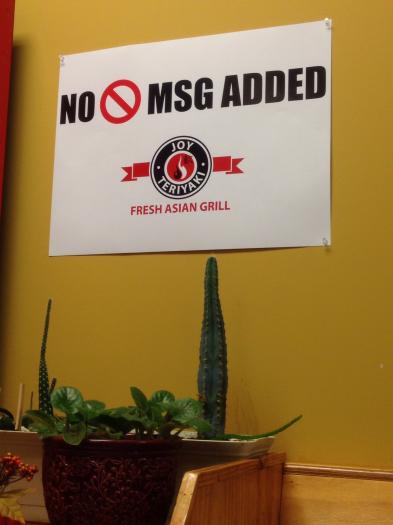 NO MSG ADDED
JOY
TERIYAKI
FRESH ASIAN GRILL